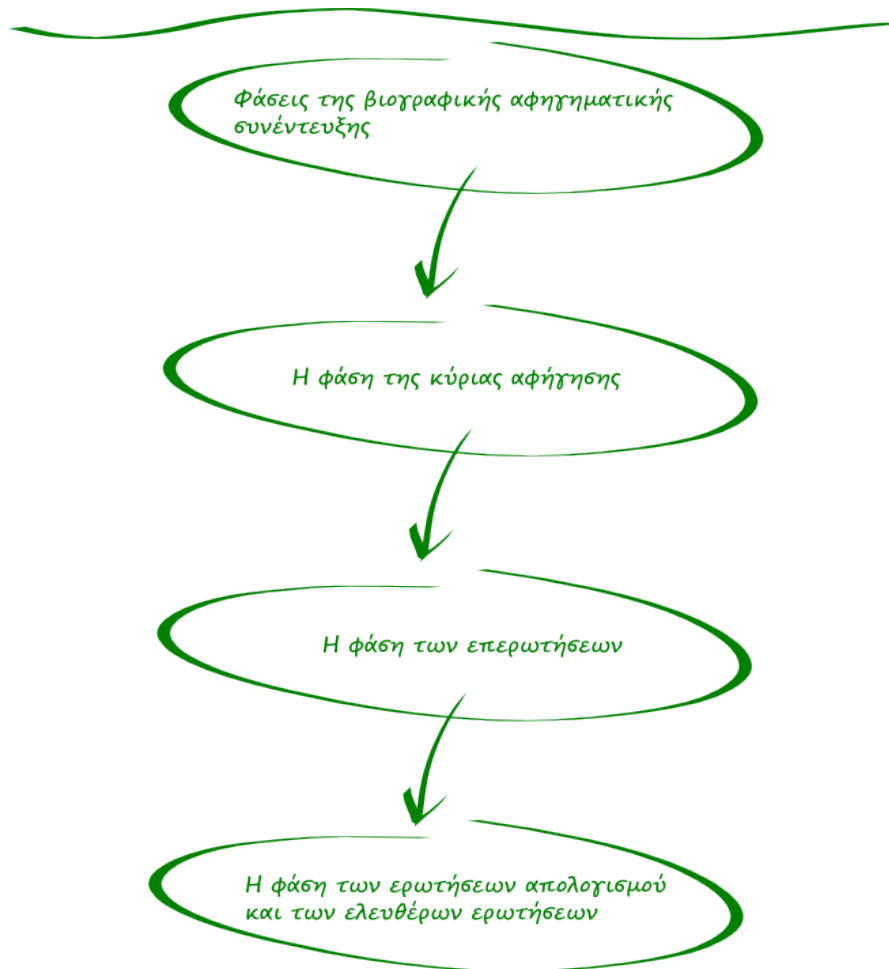 Φάσεις της βιογραφικής αφηγηματικής
συνέντευξης
Η φάση της κύριας αφήγησης
Η φάση των επερωτήσεων
Η φάση των ερωτήσεων απολογισμού
και των ελευθέρων ερωτήσεων